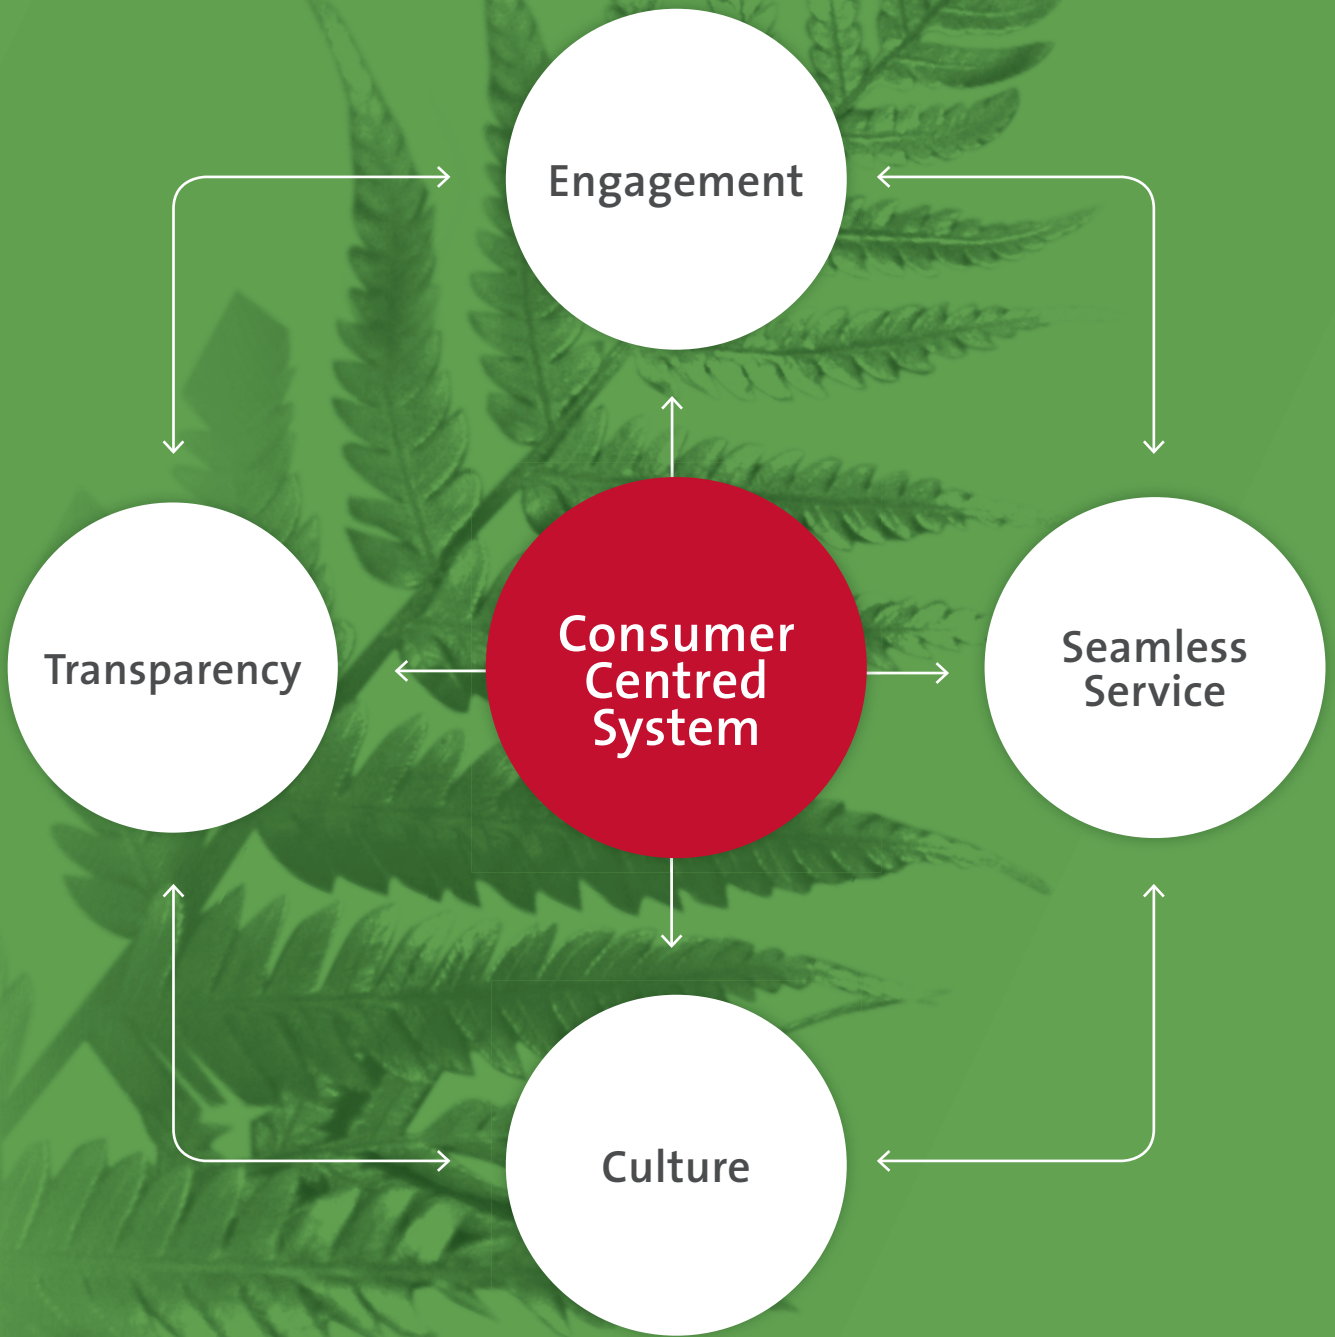 Engagement
Transparency
Consumer
Centred
System
Seamless
Service
Culture